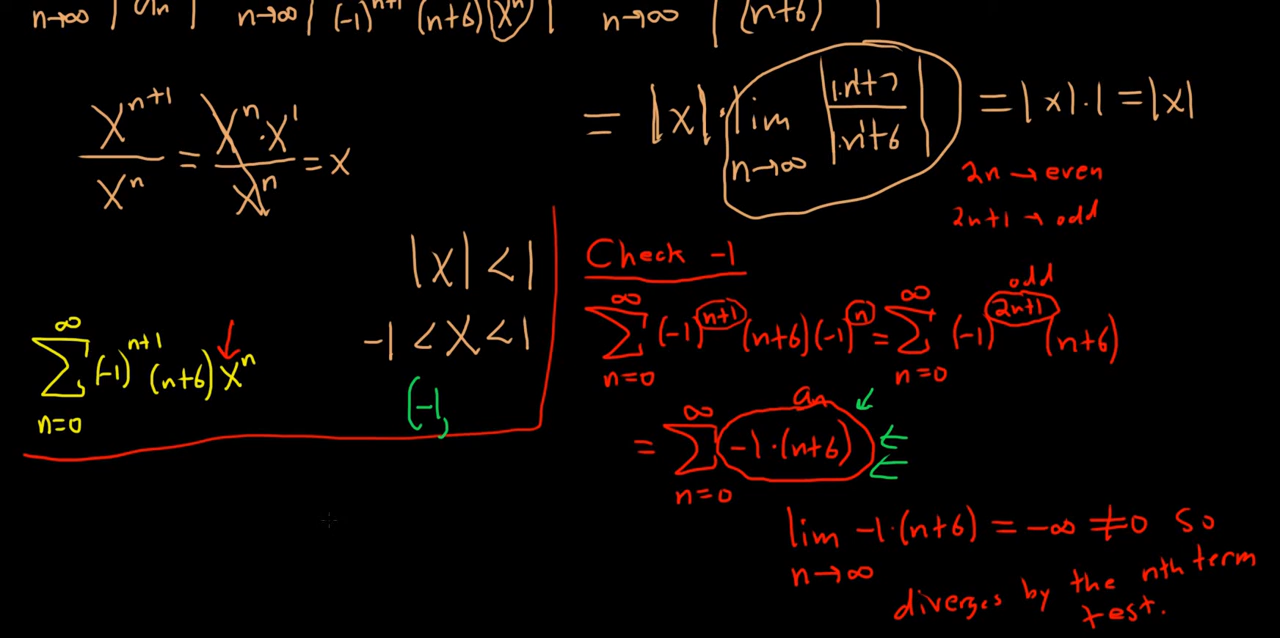 n→∞ | aₙ | n→∞ | (-1)ⁿ⁺¹ (n+6)(xⁿ) | n→∞ | (n+6) |
xⁿ⁺¹/xⁿ = xⁿ·x¹/xⁿ = x
= |x|·lim n→∞ |1·n+7 / 1·n+6| = |x|·1 = |x|
2n → even
2n+1 → odd
|x| < 1
-1 < x < 1
(-1,
∑ n=0 ∞ (-1)ⁿ⁺¹ (n+6) xⁿ
Check -1
odd
∑ n=0 ∞ (-1)ⁿ⁺¹ (n+6) (-1)ⁿ = ∑ n=0 ∞ (-1)²ⁿ⁺¹ (n+6)
aₙ
= ∑ n=0 ∞ -1·(n+6)
lim n→∞ -1·(n+6) = -∞ ≠ 0 so
diverges by the nth term
test.